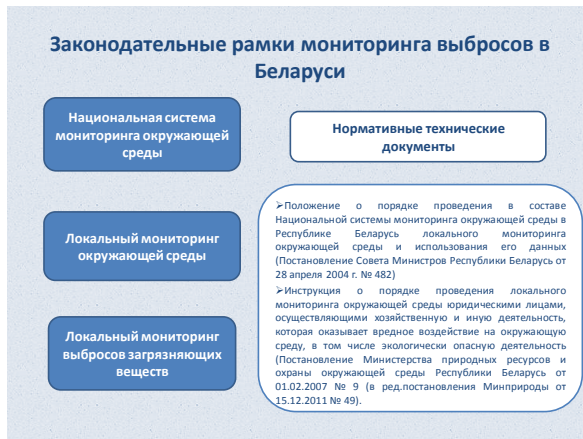 Законодательные рамки мониторинга выбросов в
Беларуси
Национальная система
мониторинга окружающей
среды
Нормативные технические
документы
Локальный мониторинг
окружающей среды
Локальный мониторинг
выбросов загрязняющих
веществ
➢Положение о порядке проведения в составе
Национальной системы мониторинга окружающей среды в
Республике Беларусь локального мониторинга
окружающей среды и использования его данных
(Постановление Совета Министров Республики Беларусь от
28 апреля 2004 г. № 482)
➢Инструкция о порядке проведения локального
мониторинга окружающей среды юридическими лицами,
осуществляющими хозяйственную и иную деятельность,
которая оказывает вредное воздействие на окружающую
среду, в том числе экологически опасную деятельность
(Постановление Министерства природных ресурсов и
охраны окружающей среды Республики Беларусь от
01.02.2007 № 9 (в ред.постановления Минприроды от
15.12.2011 № 49).